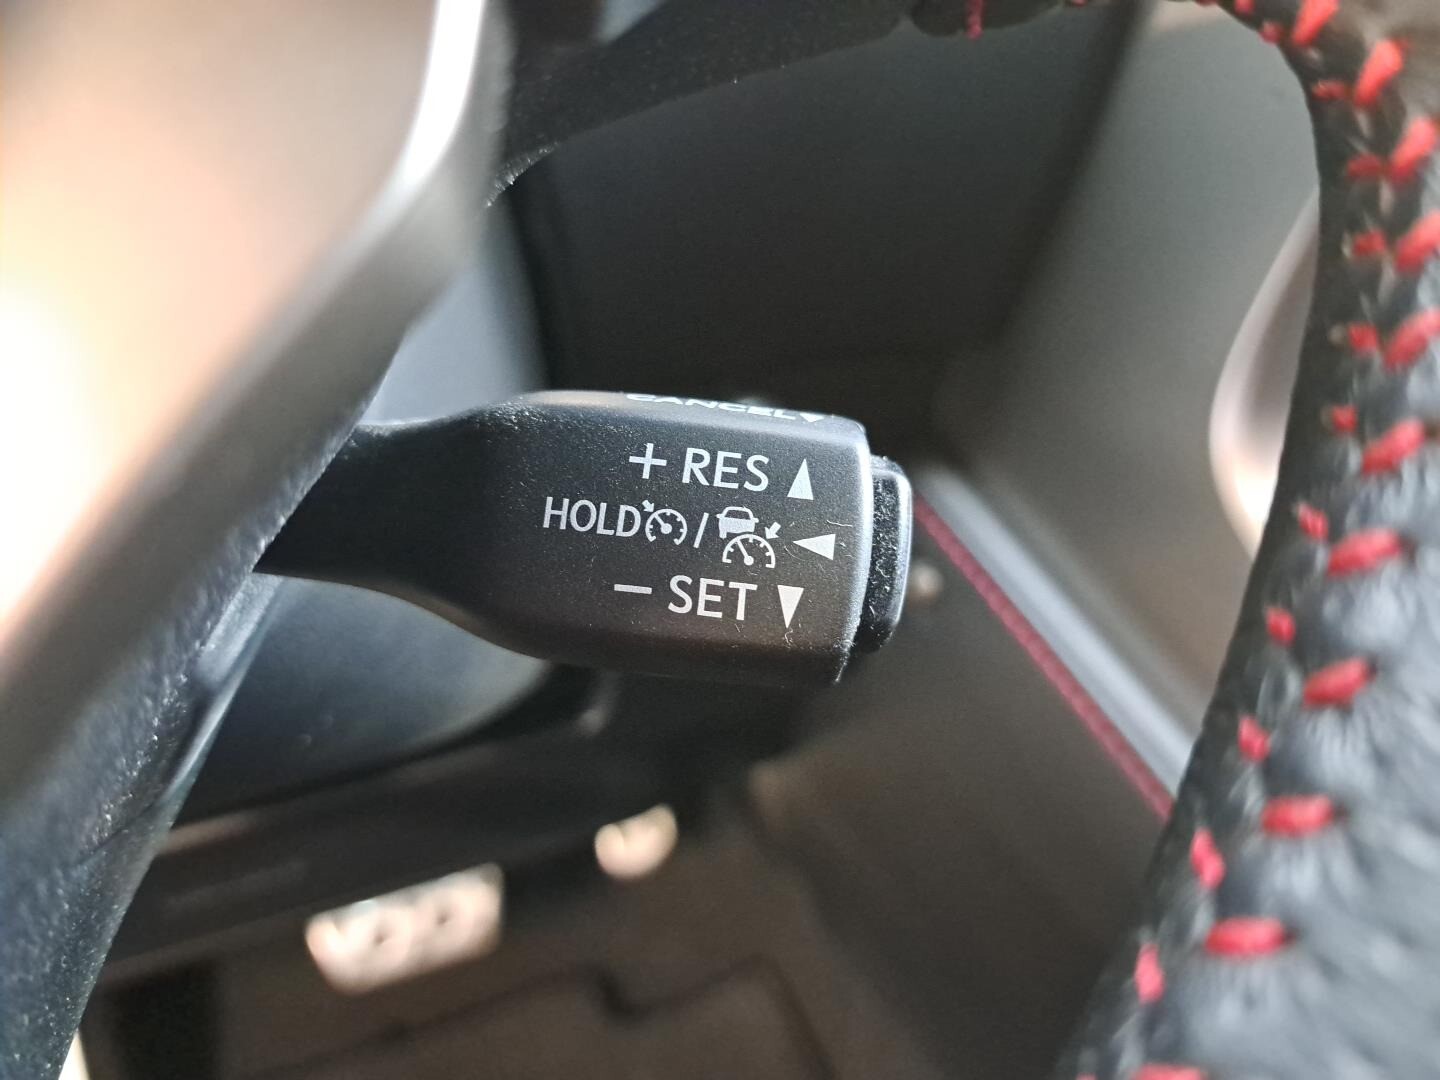 CANCEL
+ RES
HOLD /
– SET